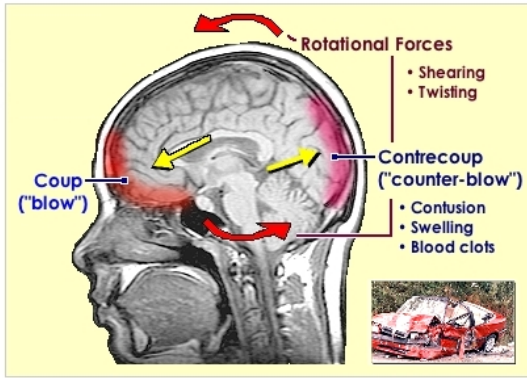 Rotational Forces
• Shearing
• Twisting
Coup
("blow")
Contrecoup
("counter-blow")
• Contusion
• Swelling
• Blood clots